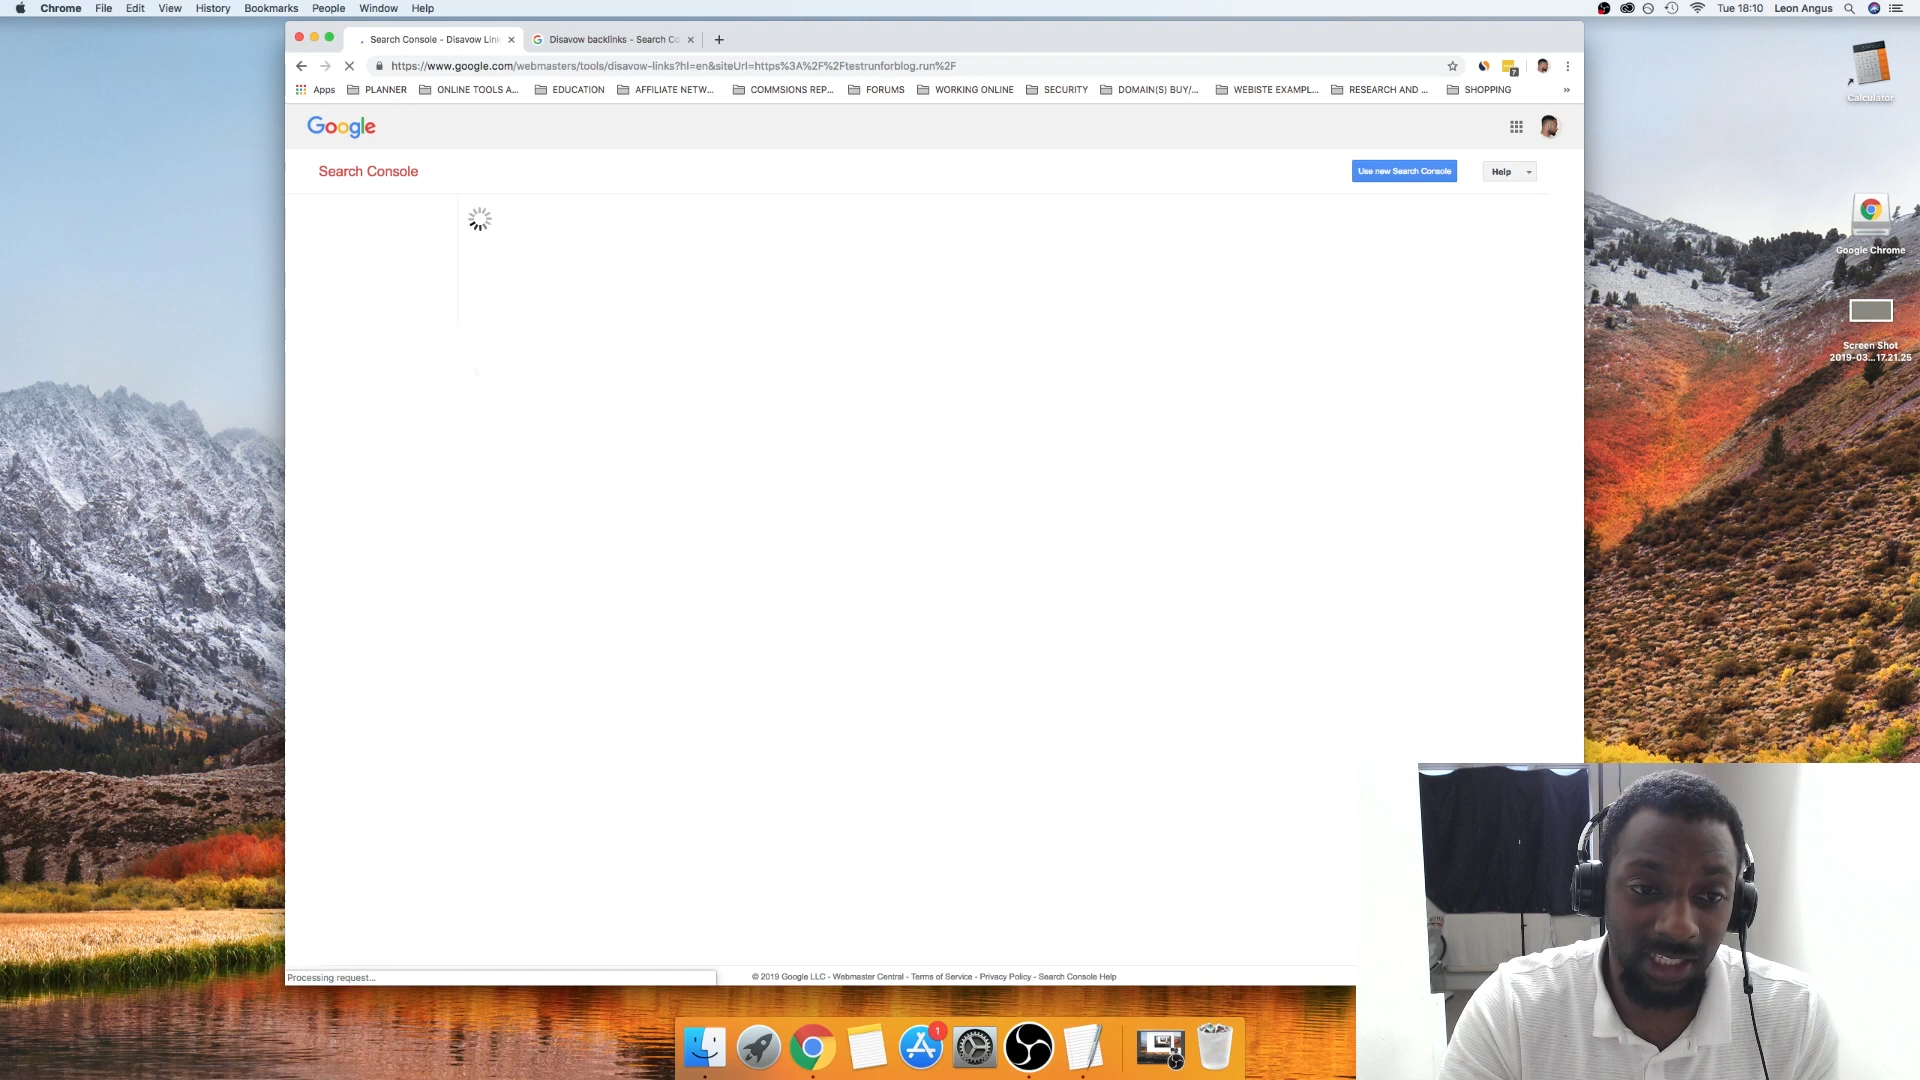 Chrome File Edit View History Bookmarks People Window Help Tue 18:10 Leon Angus
Search Console - Disavow Lin Disavow backlinks - Search Co
https://www.google.com/webmasters/tools/disavow-links?hl=en&siteUrl=https%3A%2F%2Ftestrunforblog.run%2F
7
Apps PLANNER ONLINE TOOLS A... EDUCATION AFFILIATE NETW... COMMSIONS REP... FORUMS WORKING ONLINE SECURITY DOMAIN(S) BUY/... WEBISTE EXAMPL... RESEARCH AND ... SHOPPING »
Calculator
Google
Search Console Use new Search Console Help
Google Chrome
Screen Shot
2019-03...17.21.25
Processing request...
© 2019 Google LLC - Webmaster Central - Terms of Service - Privacy Policy - Search Console Help
1